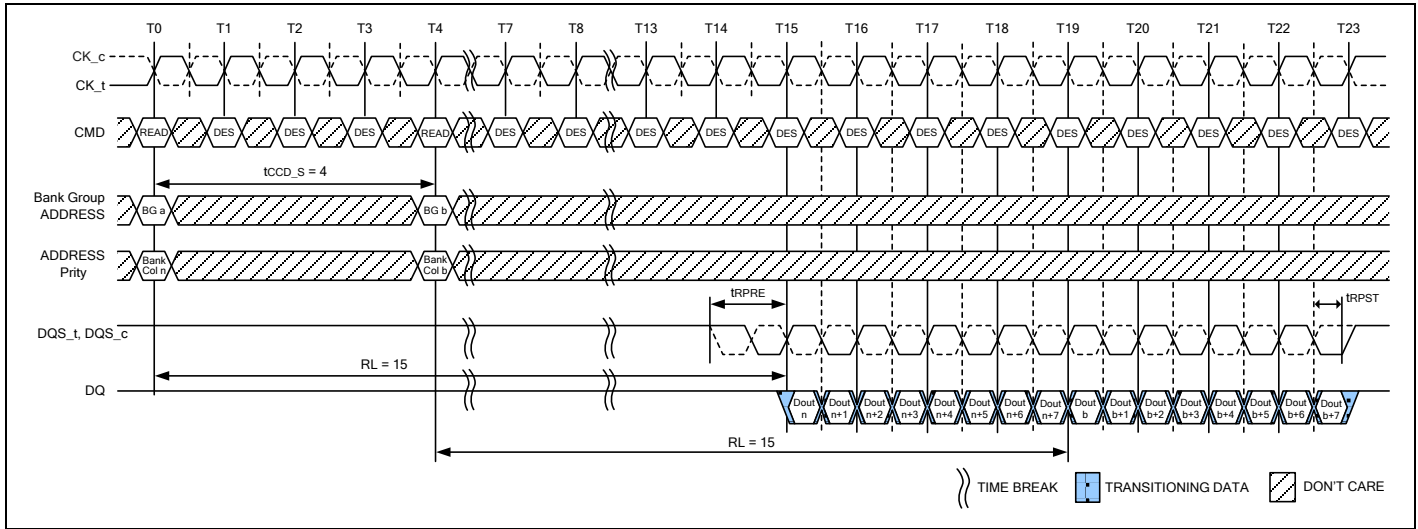 T0 T1 T2 T3 T4 T7 T8 T13 T14 T15 T16 T17 T18 T19 T20 T21 T22 T23
CK_c
CK_t
CMD READ DES DES DES READ DES DES DES DES DES DES DES DES DES DES DES DES DES
tCCD_S = 4
Bank Group
ADDRESS
BG a BG b
ADDRESS
Prity
Bank
Col n
Bank
Col b
tRPRE tRPST
DQS_t, DQS_c
RL = 15
DQ
Dout
n
Dout
n+1
Dout
n+2
Dout
n+3
Dout
n+4
Dout
n+5
Dout
n+6
Dout
n+7
Dout
b
Dout
b+1
Dout
b+2
Dout
b+3
Dout
b+4
Dout
b+5
Dout
b+6
Dout
b+7
RL = 15
TIME BREAK TRANSITIONING DATA DON'T CARE